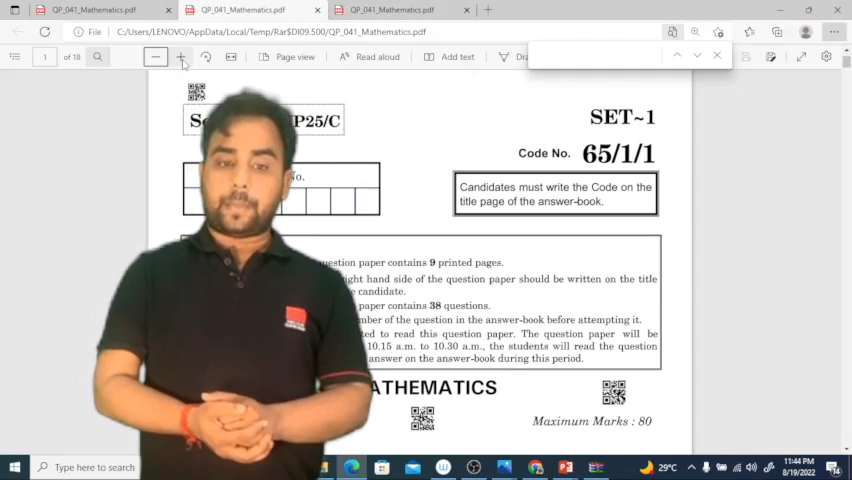 QP_041_Mathematics.pdf
QP_041_Mathematics.pdf
QP_041_Mathematics.pdf
File
C:/Users/LENOVO/AppData/Local/Temp/Rar$DI09.500/QP_041_Mathematics.pdf
1 of 18
Page view
Read aloud
Add text
P25/C
SET~1
Code No. 65/1/1
No.
Candidates must write the Code on the
title page of the answer-book.
question paper contains 9 printed pages.
right hand side of the question paper should be written on the title
candidate.
paper contains 38 questions.
number of the question in the answer-book before attempting it.
to read this question paper. The question paper will be
10.15 a.m. to 10.30 a.m., the students will read the question
answer on the answer-book during this period.
MATHEMATICS
Maximum Marks : 80
Type here to search
29°C
11:44 PM
8/19/2022
14